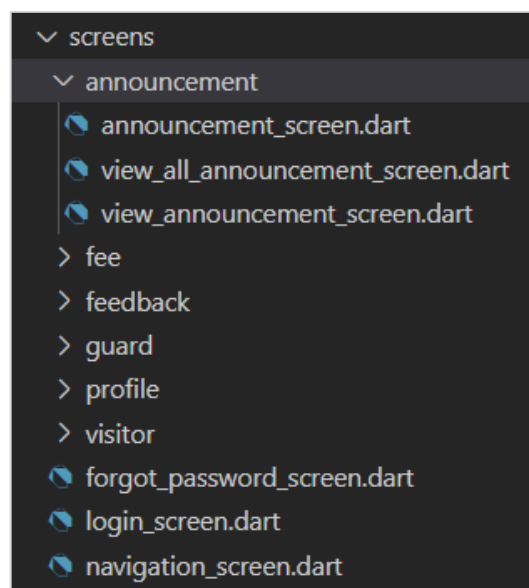 screens
announcement
announcement_screen.dart
view_all_announcement_screen.dart
view_announcement_screen.dart
fee
feedback
guard
profile
visitor
forgot_password_screen.dart
login_screen.dart
navigation_screen.dart